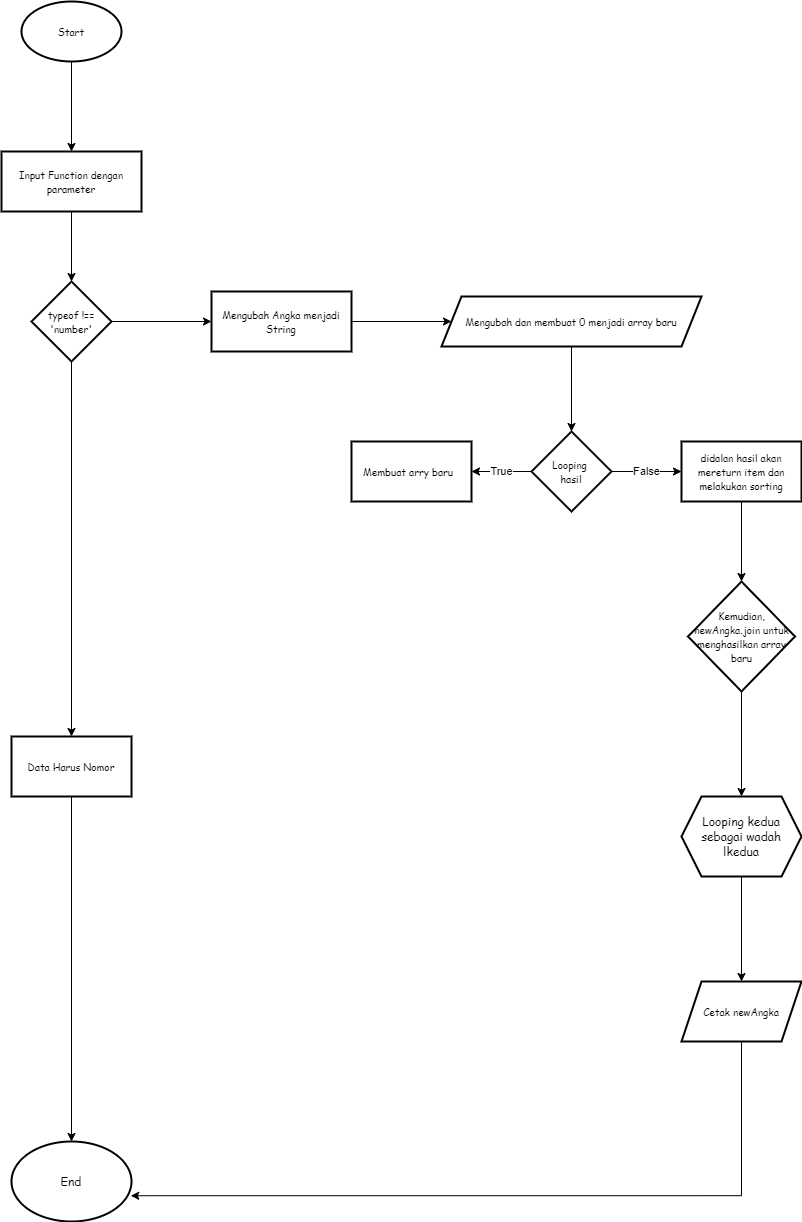 Start
Input Function dengan
parameter
typeof !==
'number'
Mengubah Angka menjadi
String
Mengubah dan membuat 0 menjadi array baru
Membuat arry baru
True
Looping
hasil
False
didalan hasil akan
mereturn item dan
melakukan sorting
Kemudian,
newAngka.join untuk
menghasilkan array
baru
Data Harus Nomor
Looping kedua
sebagai wadah
Ikedua
Cetak newAngka
End